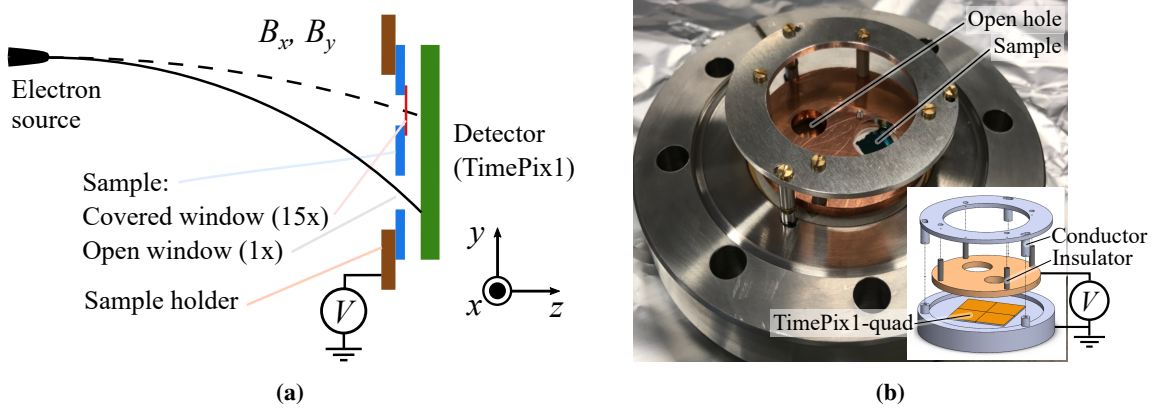 Bx, By
Electron
source
Detector
(TimePix1)
Sample:
Covered window (15x)
Open window (1x)
Sample holder
V
y
x
z
(a)
Open hole
Sample
Conductor
Insulator
V
TimePix1-quad
(b)